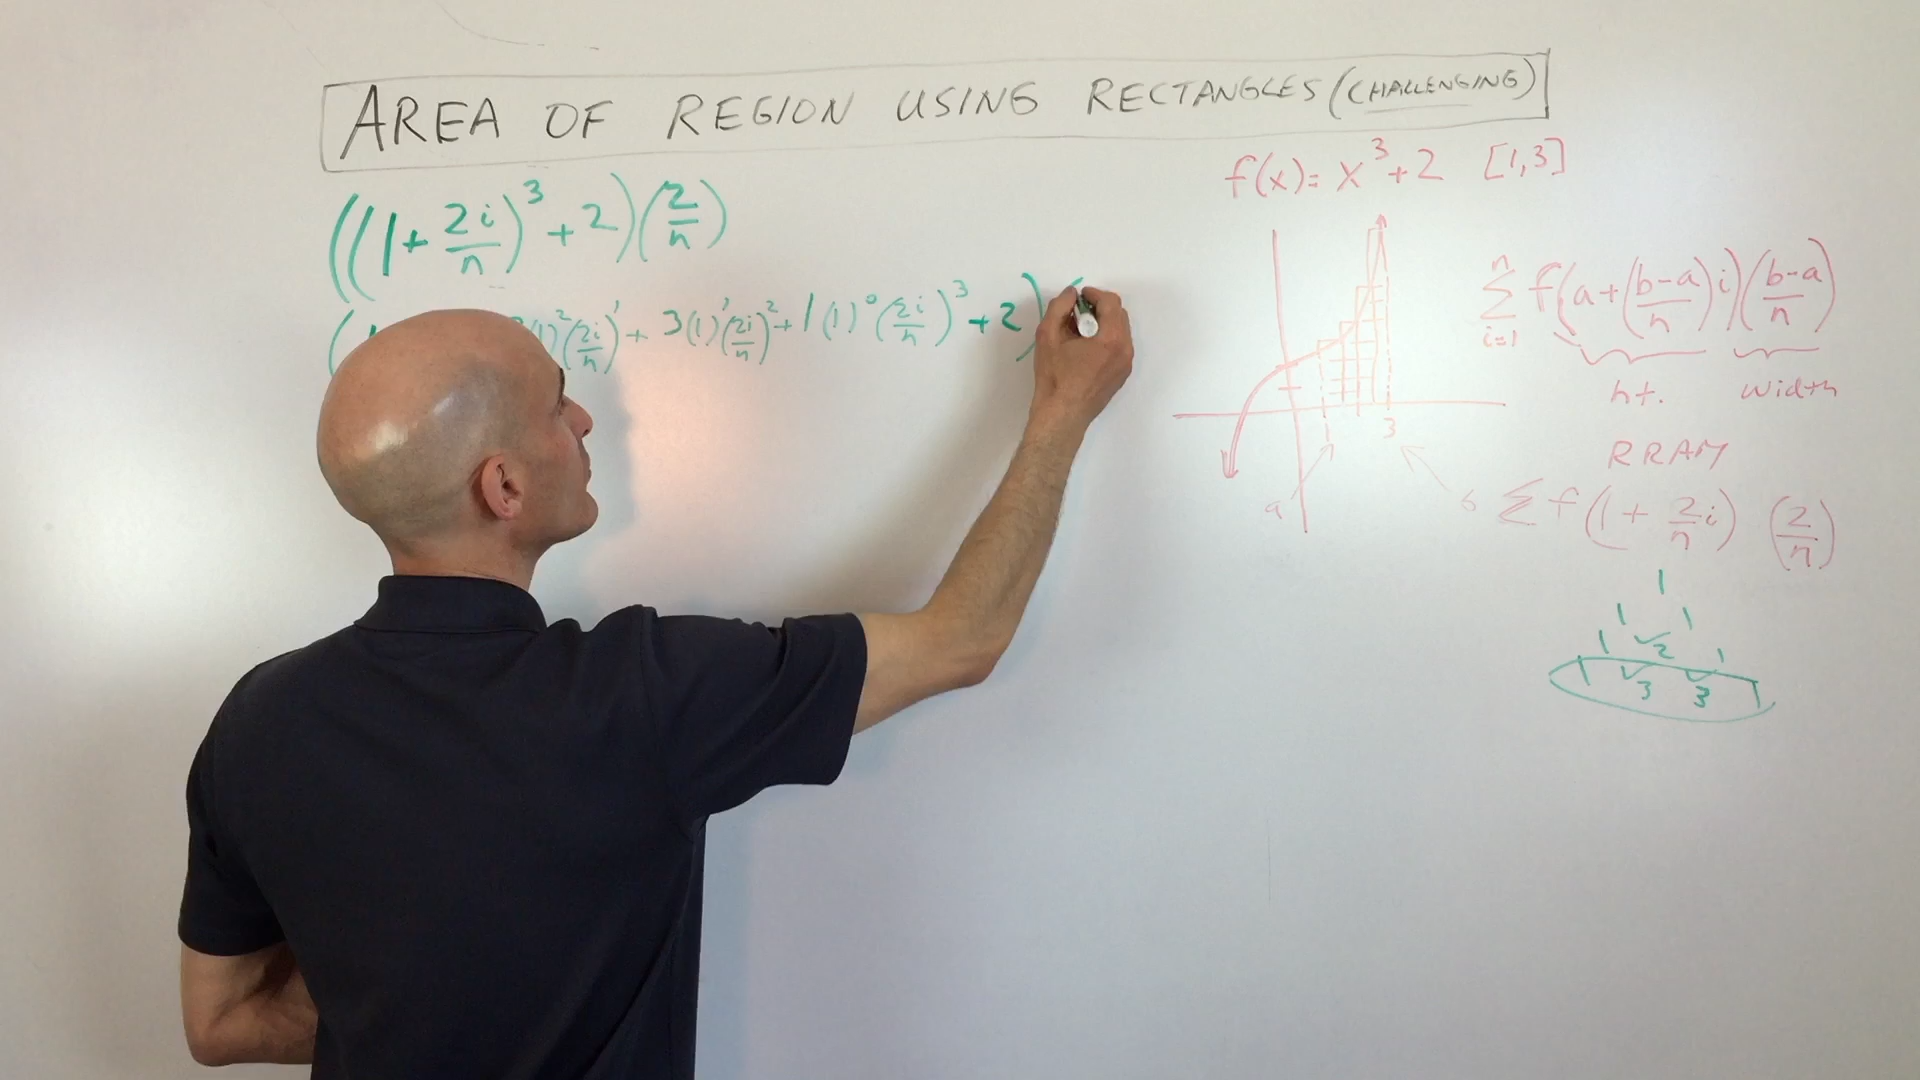 AREA OF REGION USING RECTANGLES (CHALLENGING)
((1 + 2i/n)^3 + 2)(2/n)
)^2 (2i/n)^1 + 3(1)^1 (2i/n)^2 + 1(1)^0 (2i/n)^3 + 2)
f(x) = x^3 + 2 [1,3]
n
Σ f(a + (b-a/n)i)(b-a/n)
i=1
ht. width
3
a
RRAM
b Σ f(1 + 2/n i) (2/n)
1
1 1
1 2 1
1 3 3 1